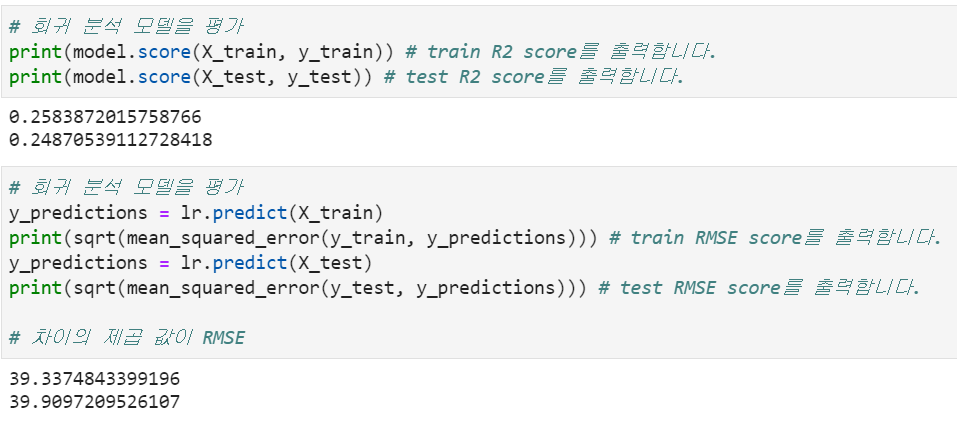 # 회귀 분석 모델을 평가
print(model.score(X_train, y_train)) # train R2 score를 출력합니다.
print(model.score(X_test, y_test)) # test R2 score를 출력합니다.
0.2583872015758766
0.24870539112728418
# 회귀 분석 모델을 평가
y_predictions = lr.predict(X_train)
print(sqrt(mean_squared_error(y_train, y_predictions))) # train RMSE score를 출력합니다.
y_predictions = lr.predict(X_test)
print(sqrt(mean_squared_error(y_test, y_predictions))) # test RMSE score를 출력합니다.
# 차이의 제곱 값이 RMSE
39.3374843399196
39.9097209526107